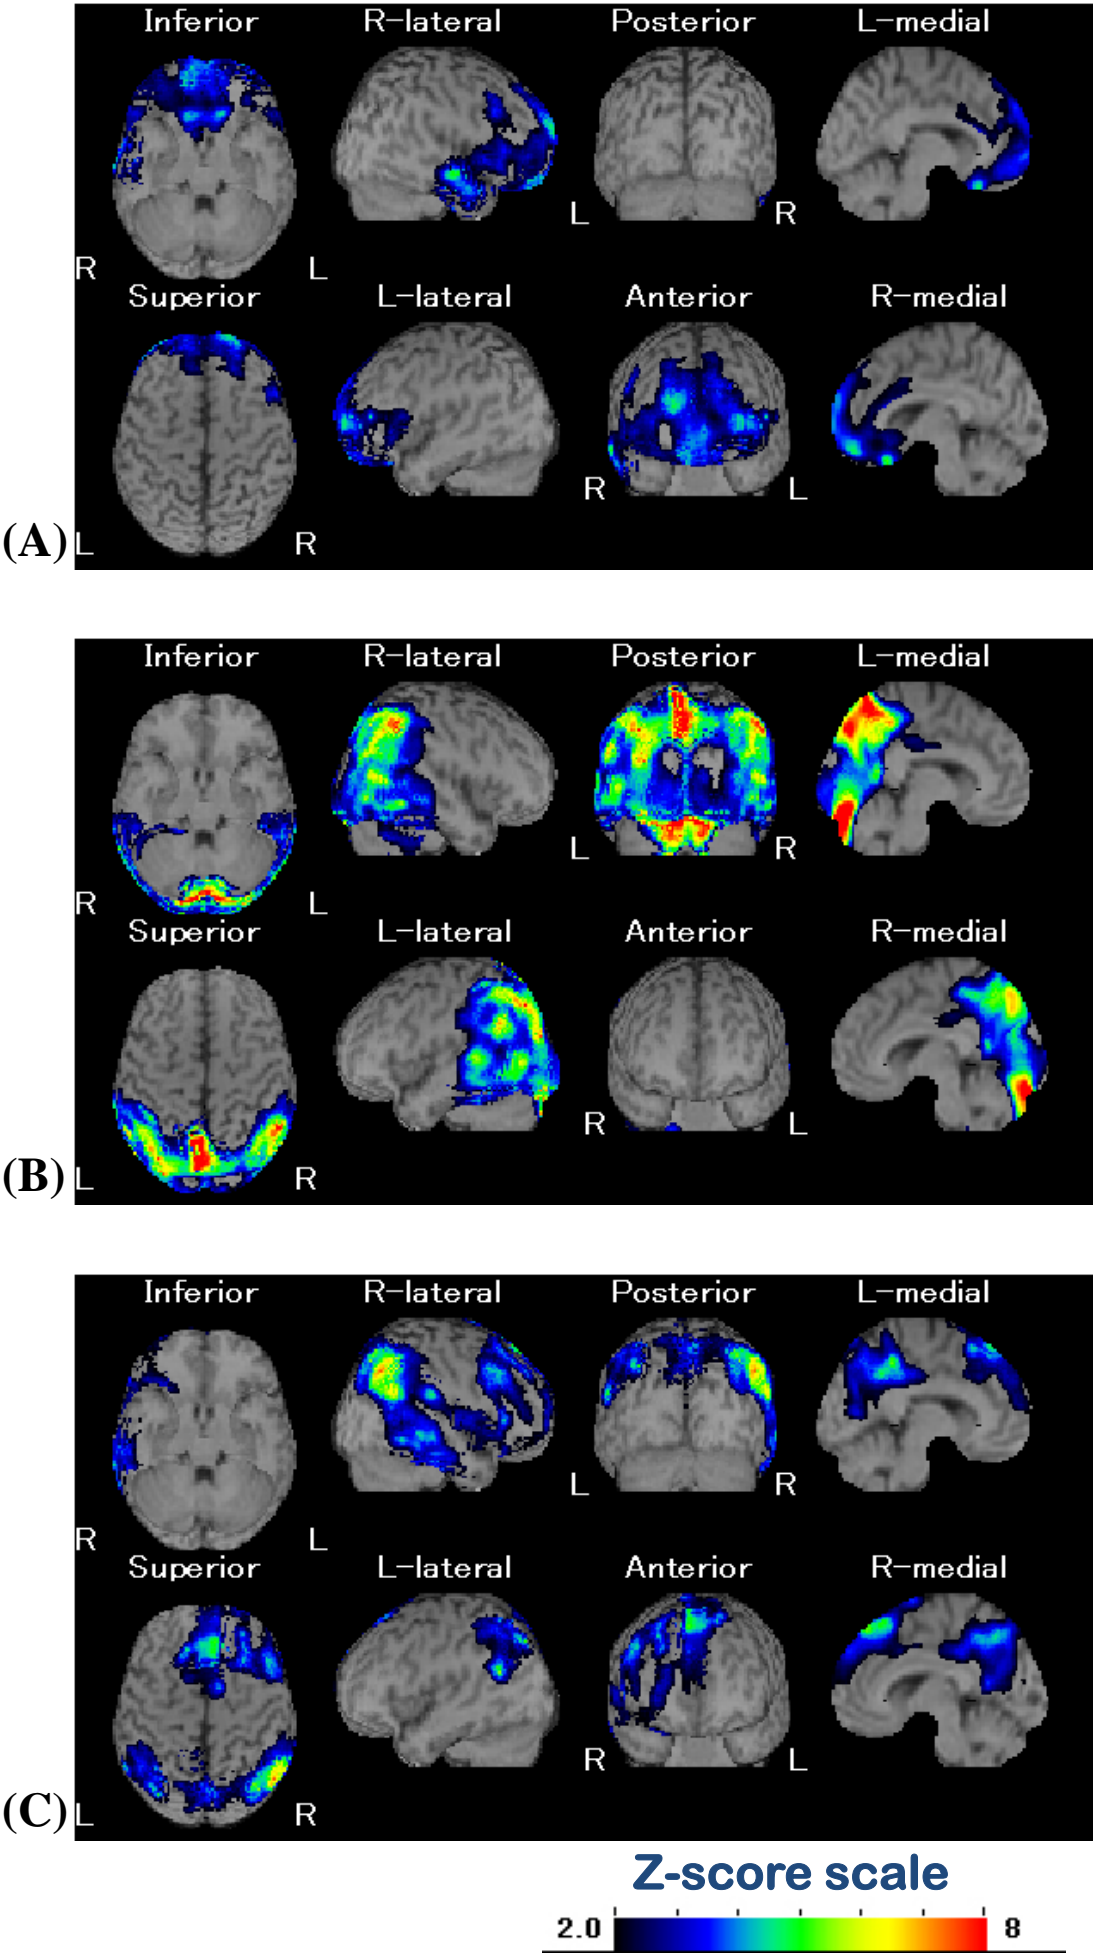 Inferior R-lateral Posterior L-medial
L R
R L
Superior L-lateral Anterior R-medial
R L
(A) L R
Inferior R-lateral Posterior L-medial
L R
R L
Superior L-lateral Anterior R-medial
R L
(B) L R
Inferior R-lateral Posterior L-medial
L R
R L
Superior L-lateral Anterior R-medial
R L
(C) L R
Z-score scale
2.0 8